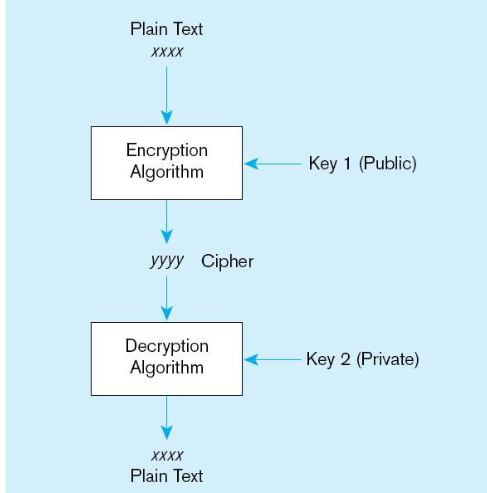 Plain Text
xxxx
Encryption
Algorithm
Key 1 (Public)
yyyy Cipher
Decryption
Algorithm
Key 2 (Private)
xxxx
Plain Text